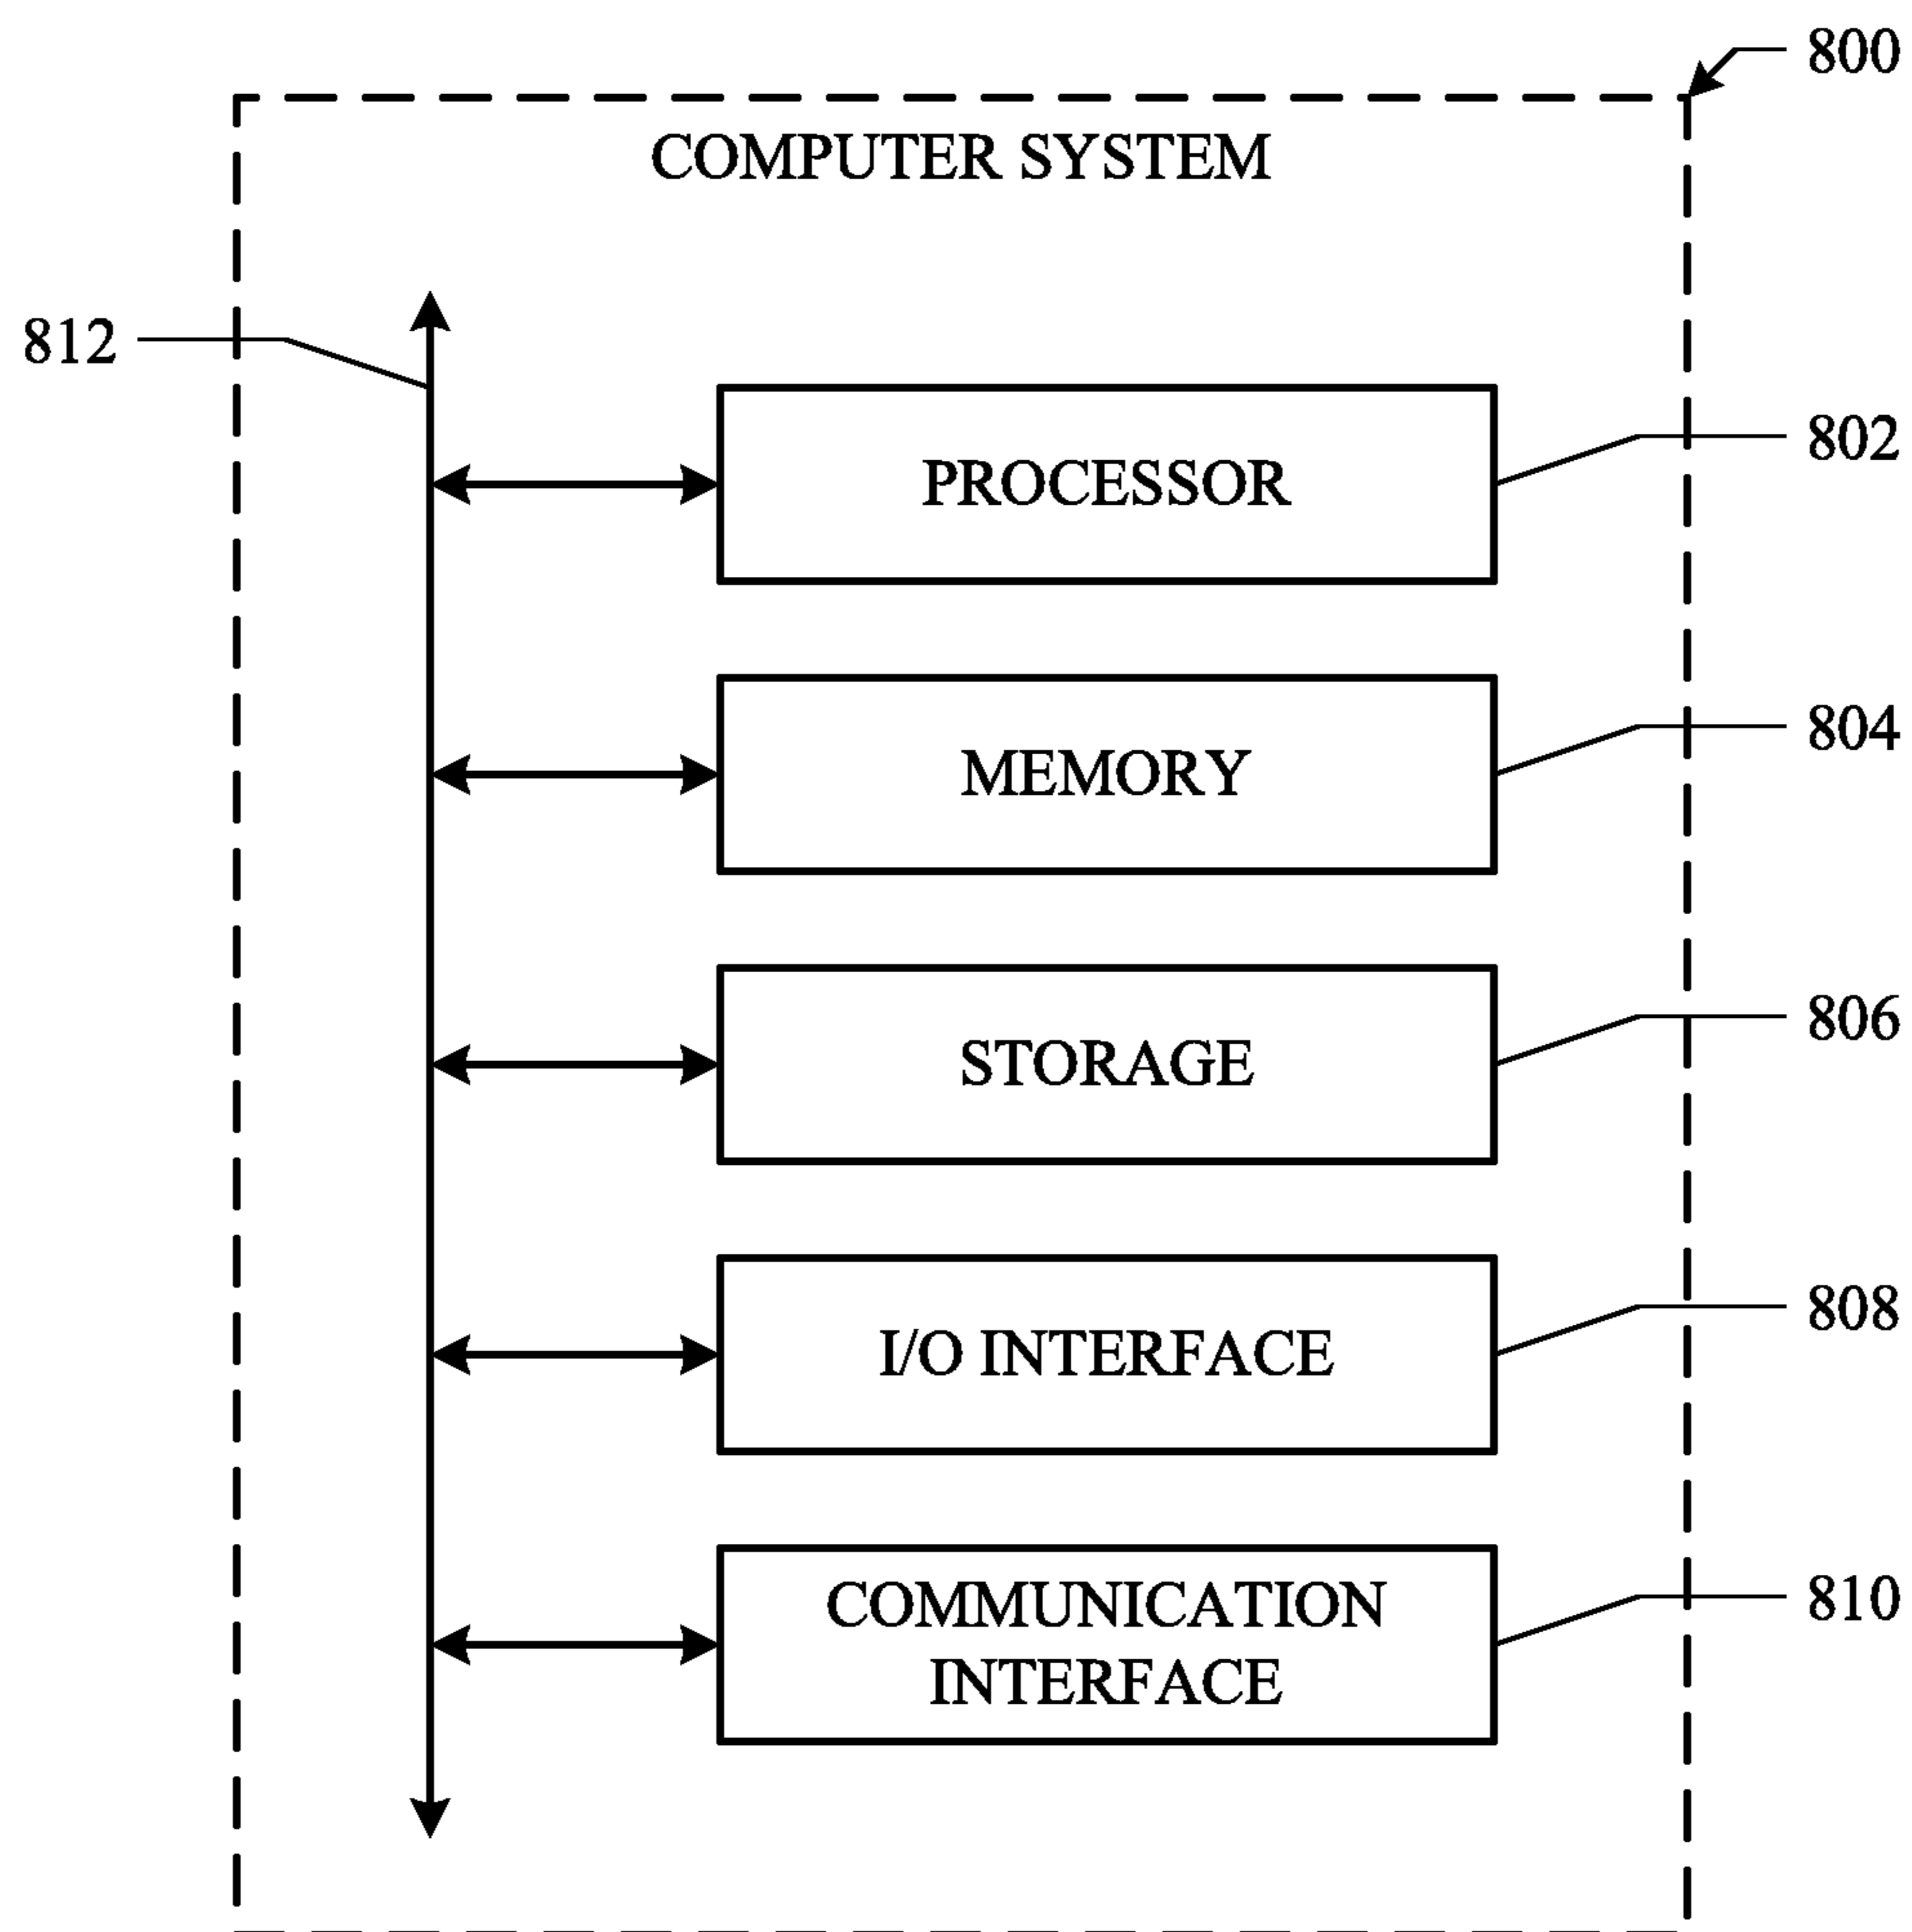 800
COMPUTER SYSTEM
812
802
PROCESSOR
804
MEMORY
806
STORAGE
808
I/O INTERFACE
810
COMMUNICATION
INTERFACE